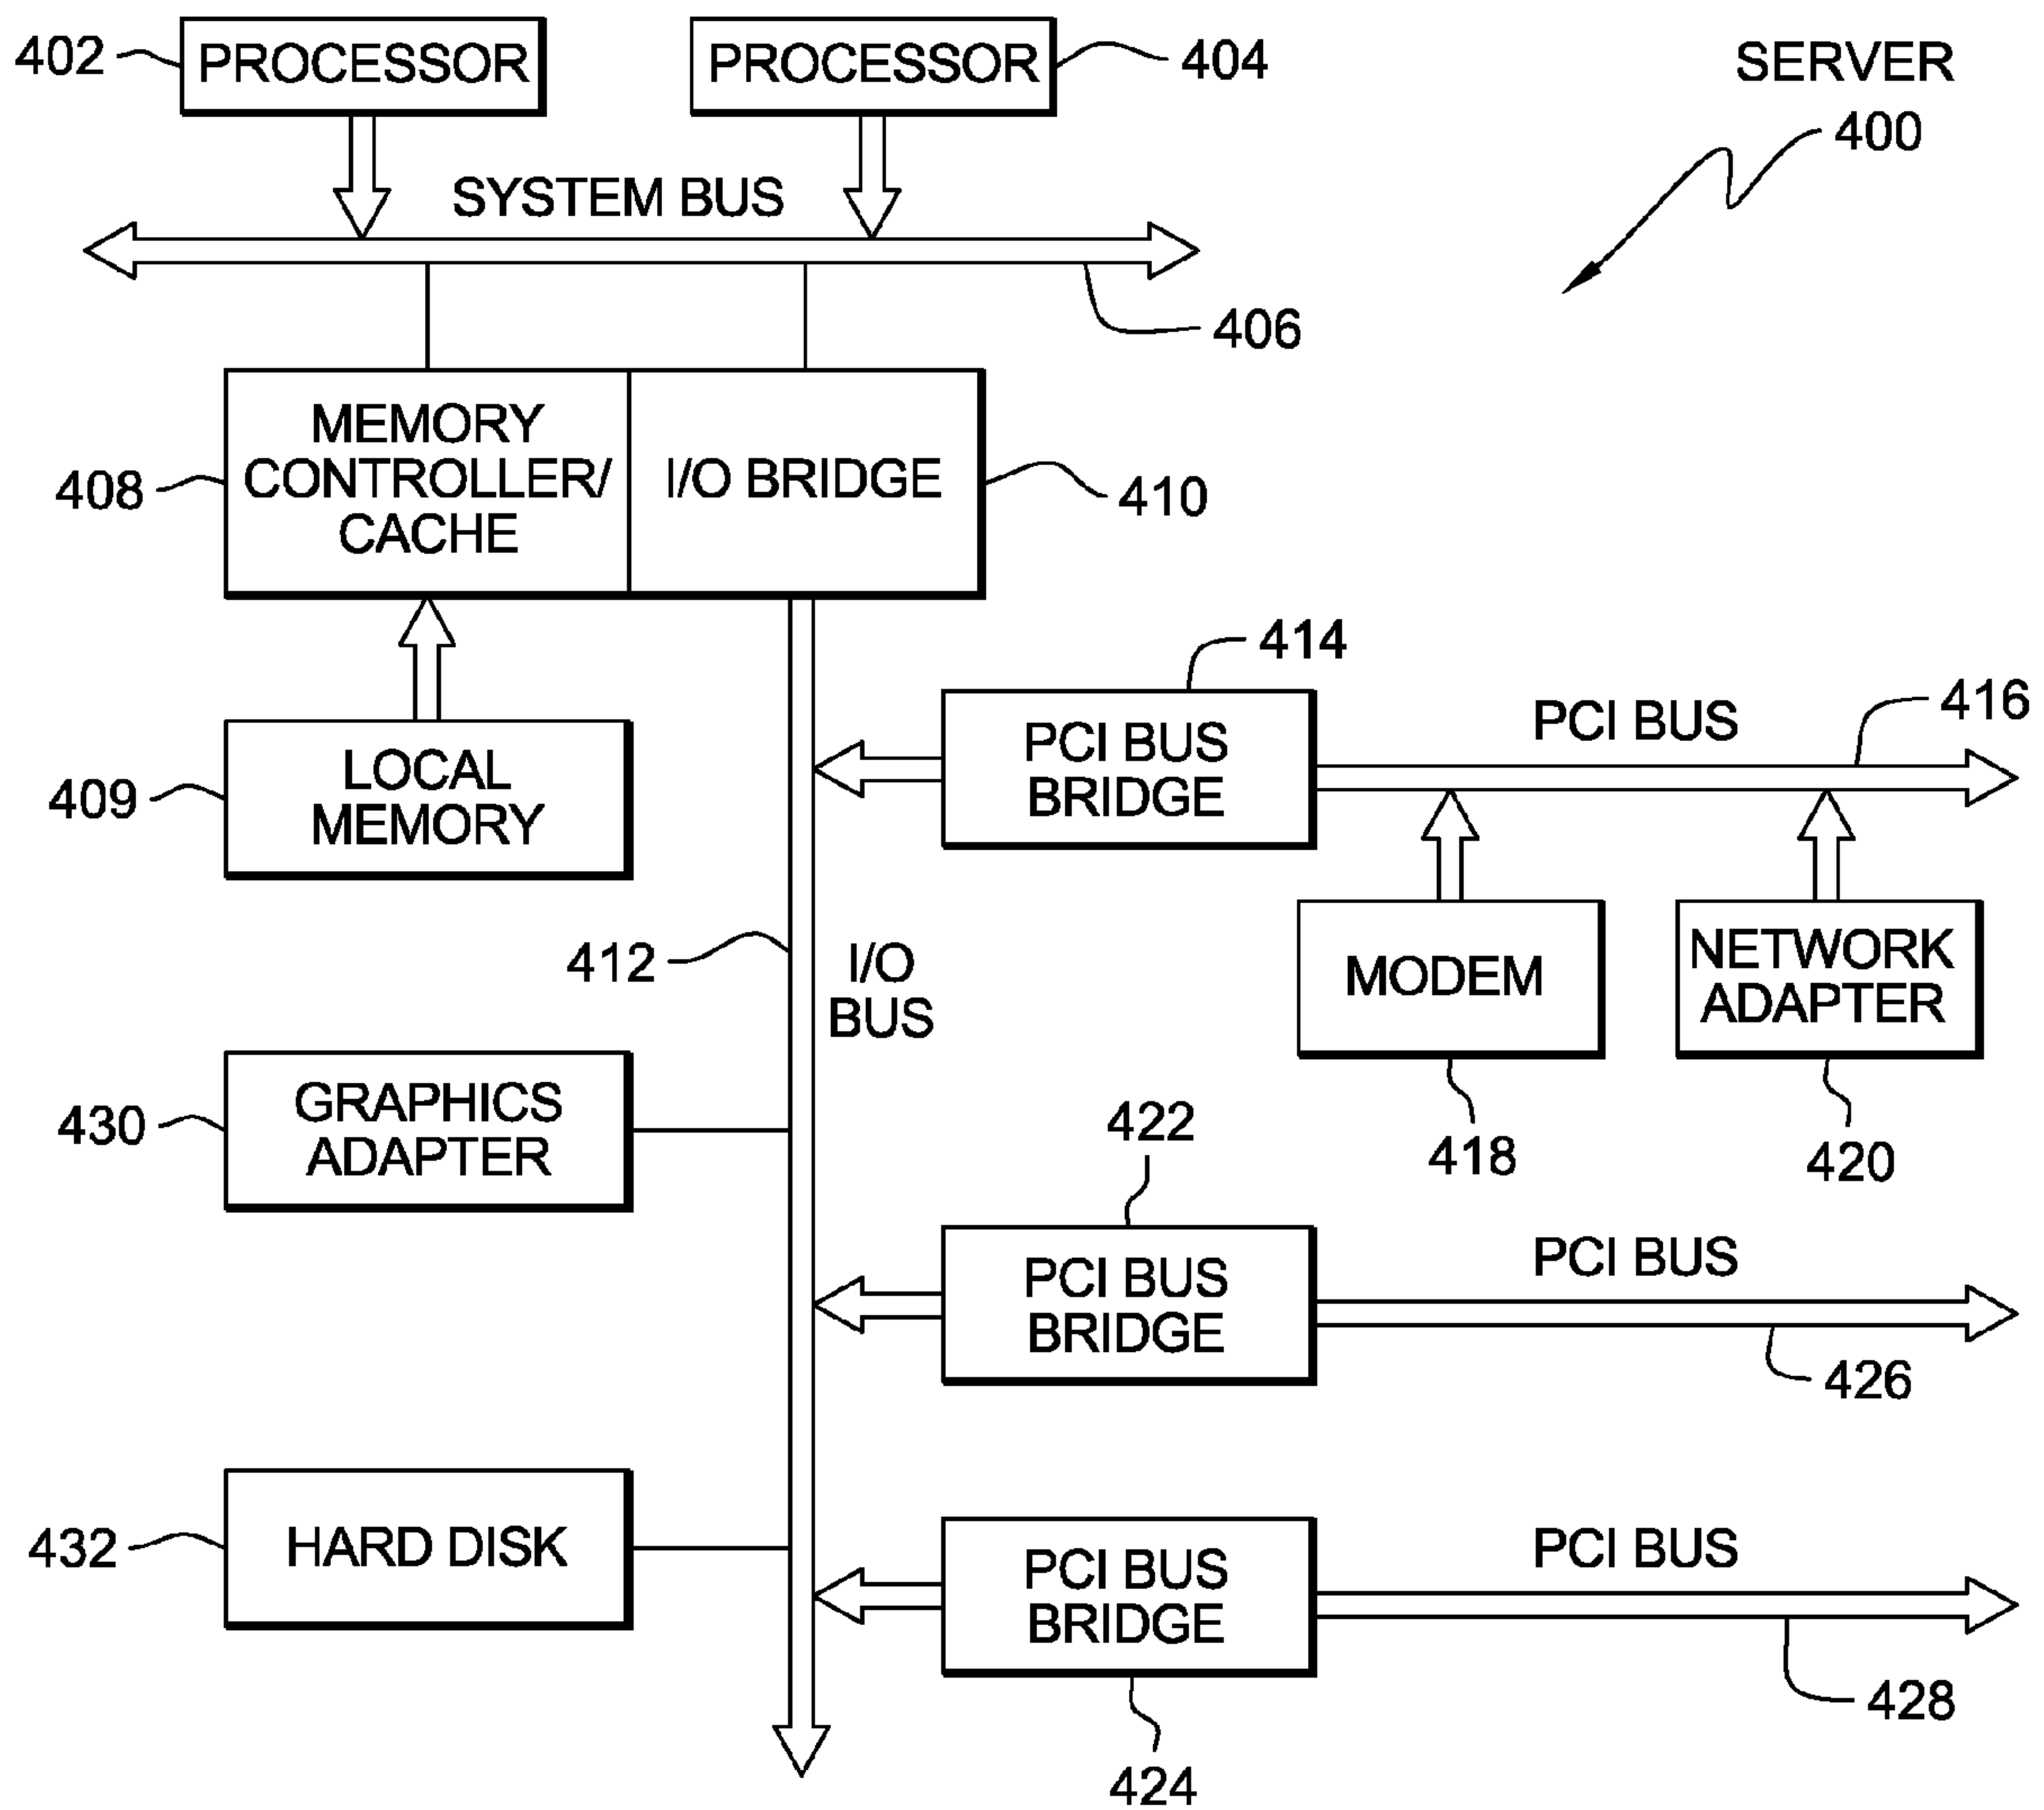 402
PROCESSOR
PROCESSOR
404
SERVER
400
SYSTEM BUS
406
408
MEMORY
CONTROLLER/
CACHE
I/O BRIDGE
410
414
409
LOCAL
MEMORY
PCI BUS
BRIDGE
PCI BUS
416
412
I/O
BUS
MODEM
NETWORK
ADAPTER
418
420
430
GRAPHICS
ADAPTER
422
PCI BUS
BRIDGE
PCI BUS
426
432
HARD DISK
PCI BUS
BRIDGE
PCI BUS
428
424